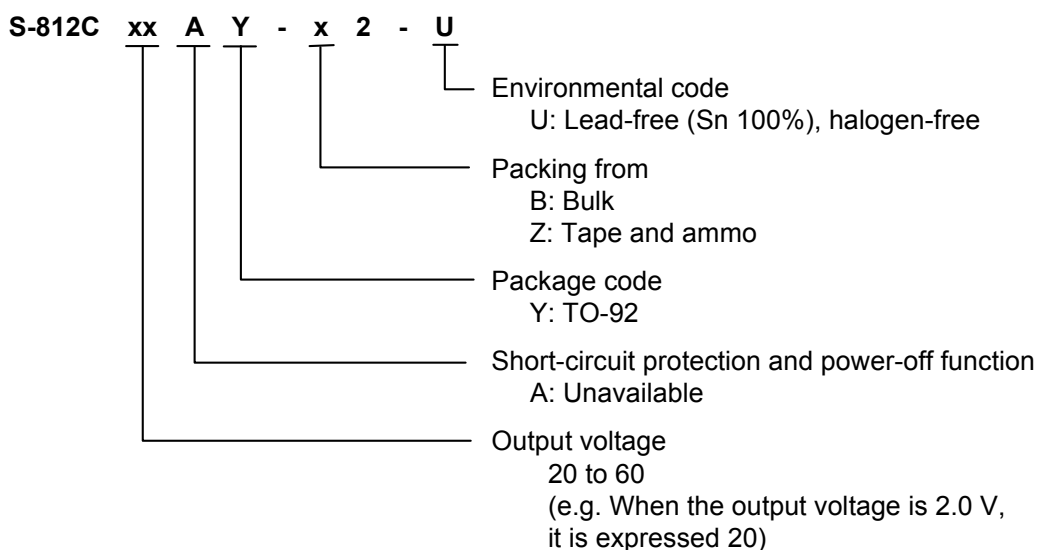 S-812C xx A Y - x 2 - U
Environmental code
U: Lead-free (Sn 100%), halogen-free
Packing from
B: Bulk
Z: Tape and ammo
Package code
Y: TO-92
Short-circuit protection and power-off function
A: Unavailable
Output voltage
20 to 60
(e.g. When the output voltage is 2.0 V,
it is expressed 20)